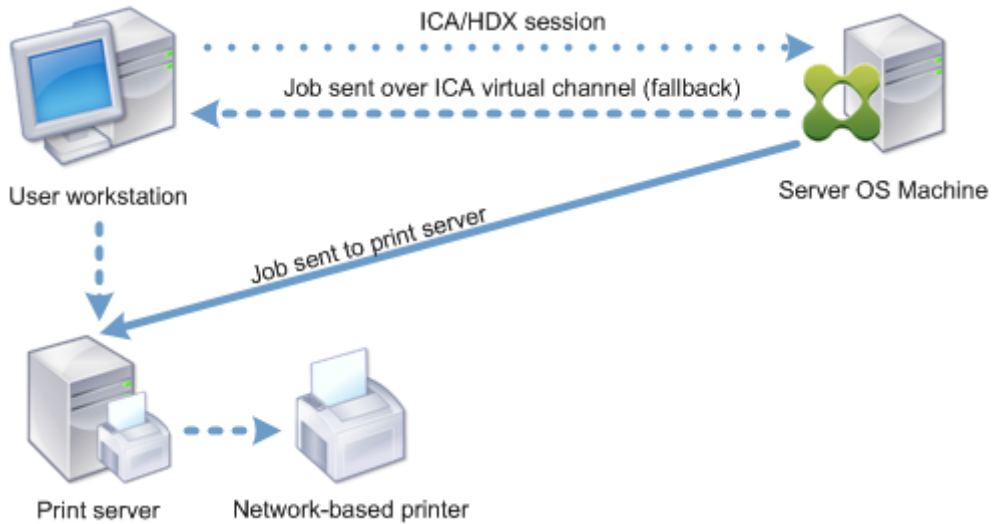 ICA/HDX session
Job sent over ICA virtual channel (fallback)
User workstation
Server OS Machine
Job sent to print server
Print server
Network-based printer